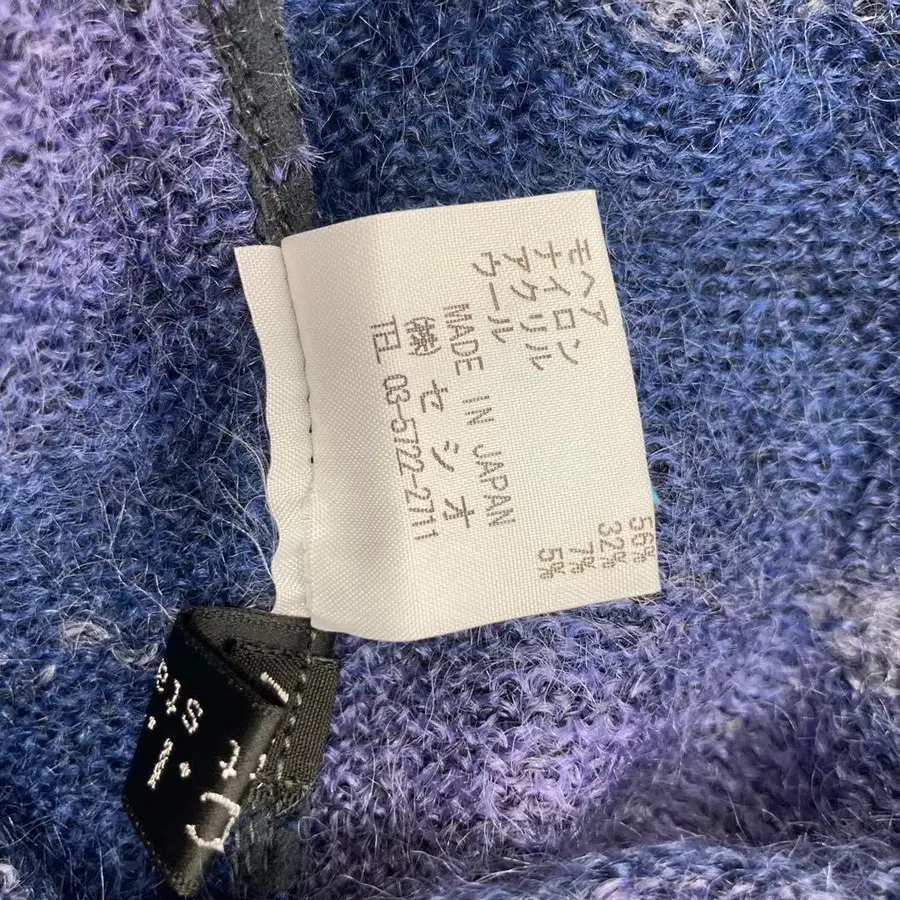 モヘア 56%
ナイロン 32%
アクリル 7%
ウール 5%
MADE IN JAPAN
㈱ セシオ
TEL 03-5722-2711